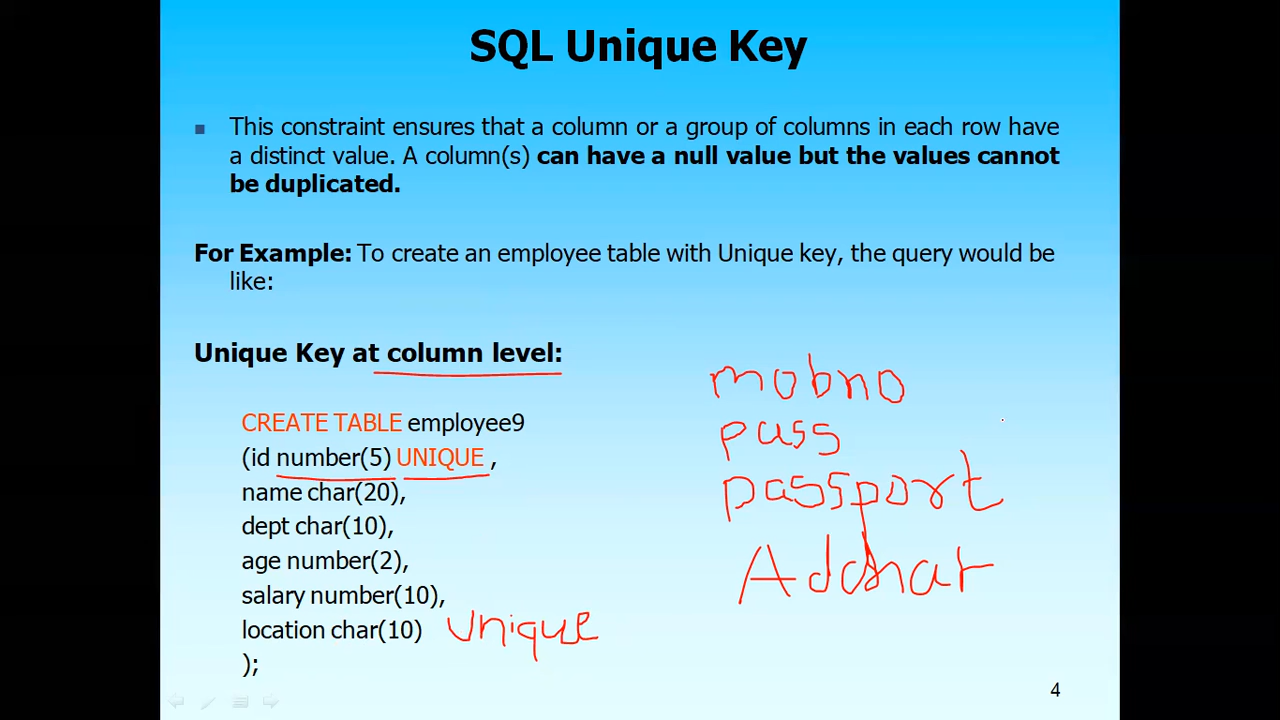 SQL Unique Key
This constraint ensures that a column or a group of columns in each row have
a distinct value. A column(s) can have a null value but the values cannot
be duplicated.
For Example: To create an employee table with Unique key, the query would be
like:
Unique Key at column level:
CREATE TABLE employee9
(id number(5) UNIQUE ,
name char(20),
dept char(10),
age number(2),
salary number(10),
location char(10) unique
);
mobno
pass
passport
Addhar
4